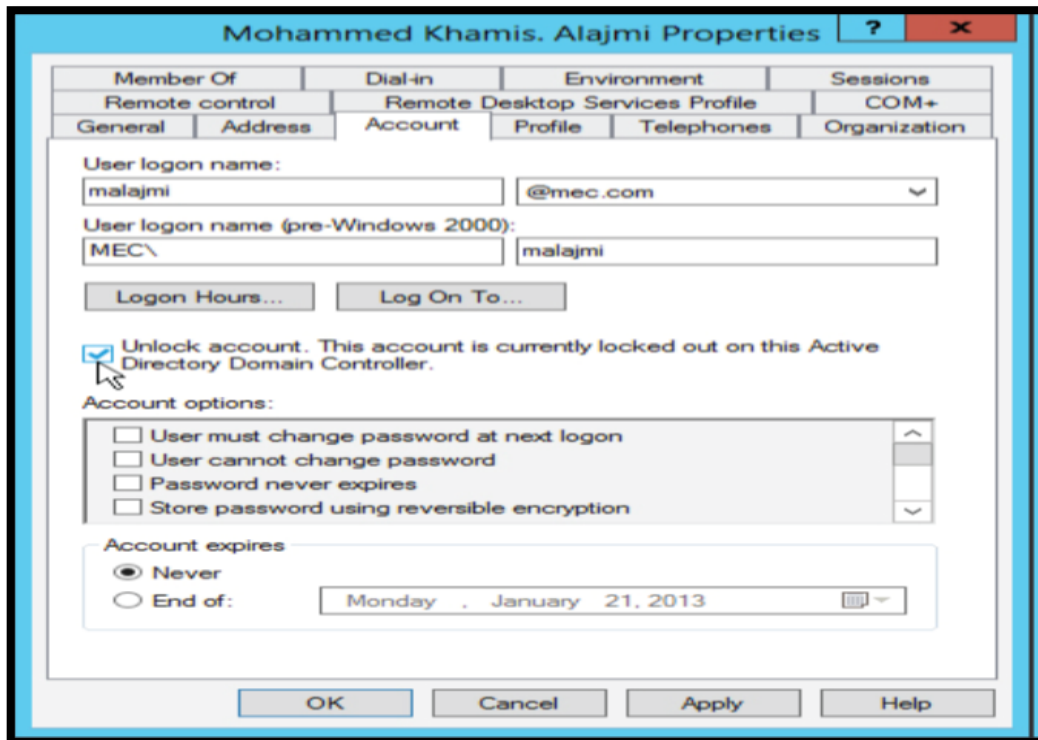 Mohammed Khamis. Alajmi Properties ? x
Member Of Dial-in Environment Sessions
Remote control Remote Desktop Services Profile COM+
General Address Account Profile Telephones Organization
User logon name:
malajmi @mec.com
User logon name (pre-Windows 2000):
MEC\ malajmi
Logon Hours... Log On To...
Unlock account. This account is currently locked out on this Active
Directory Domain Controller.
Account options:
User must change password at next logon
User cannot change password
Password never expires
Store password using reversible encryption
Account expires
Never
End of: Monday , January 21, 2013
OK Cancel Apply Help